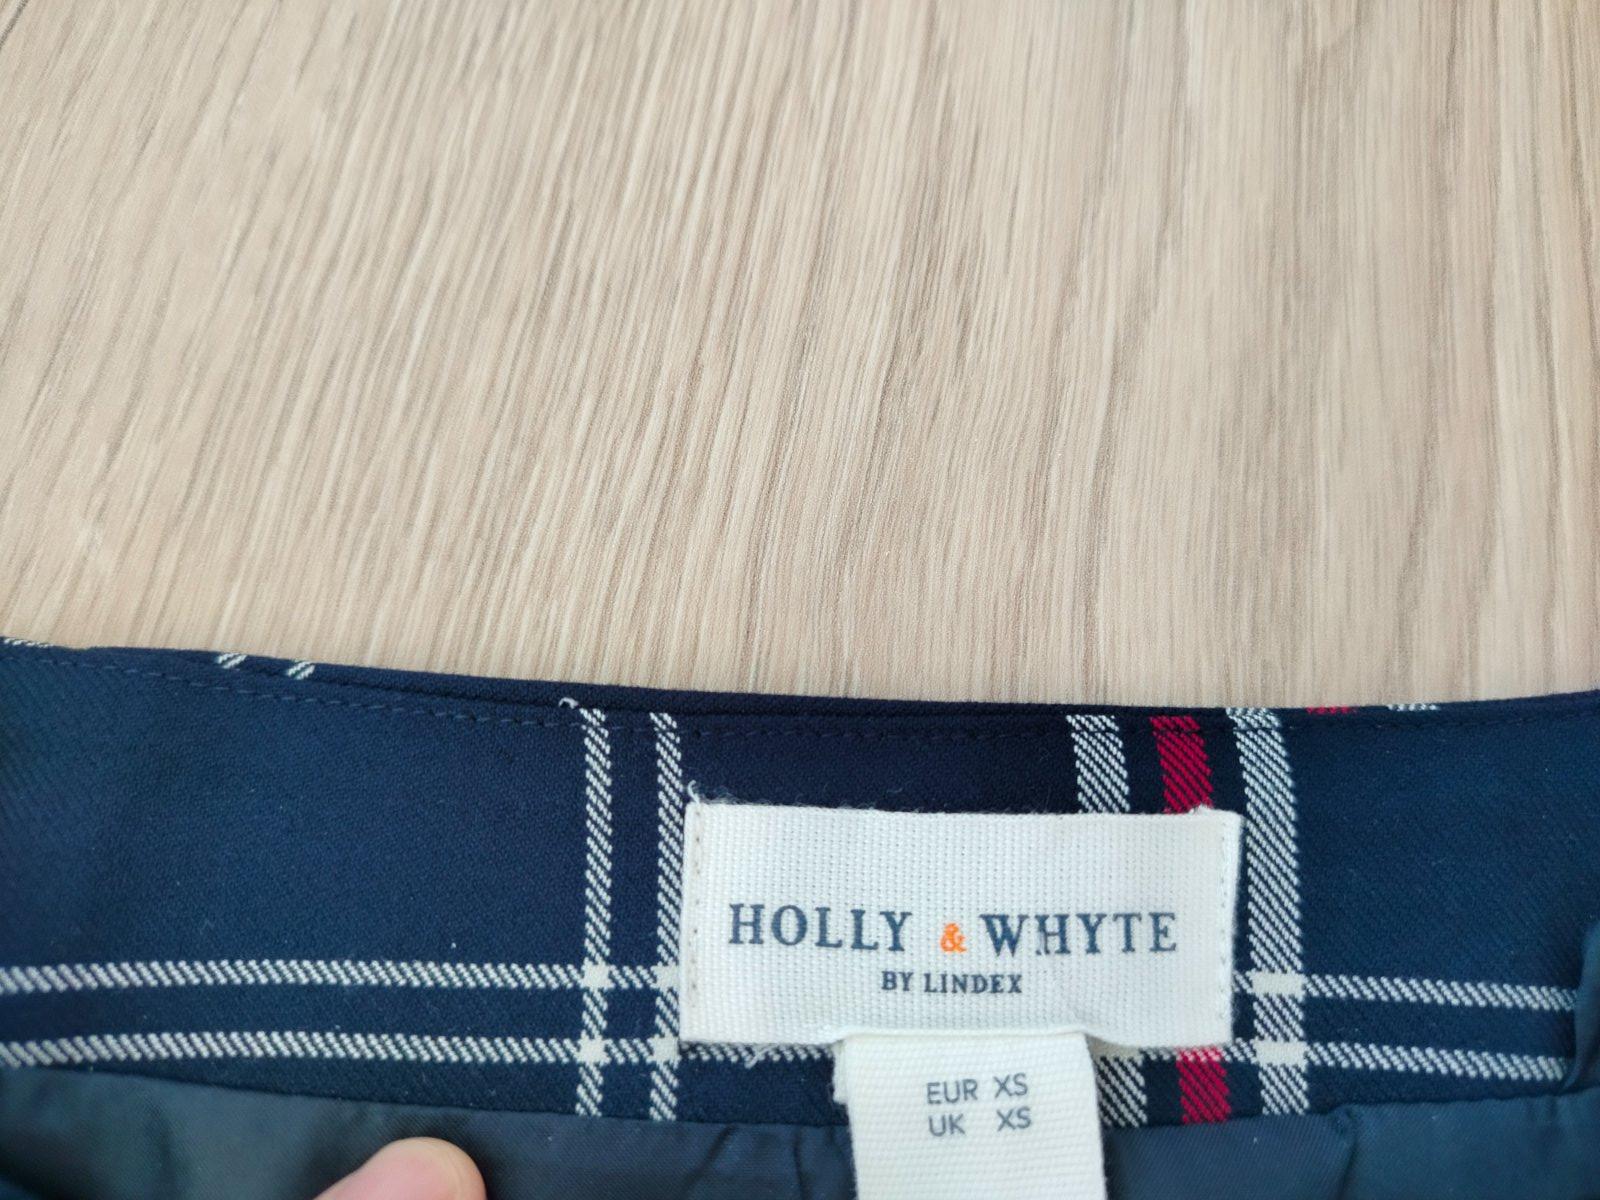 HOLLY & WHYTE
BY LINDEX
EUR XS
UK XS